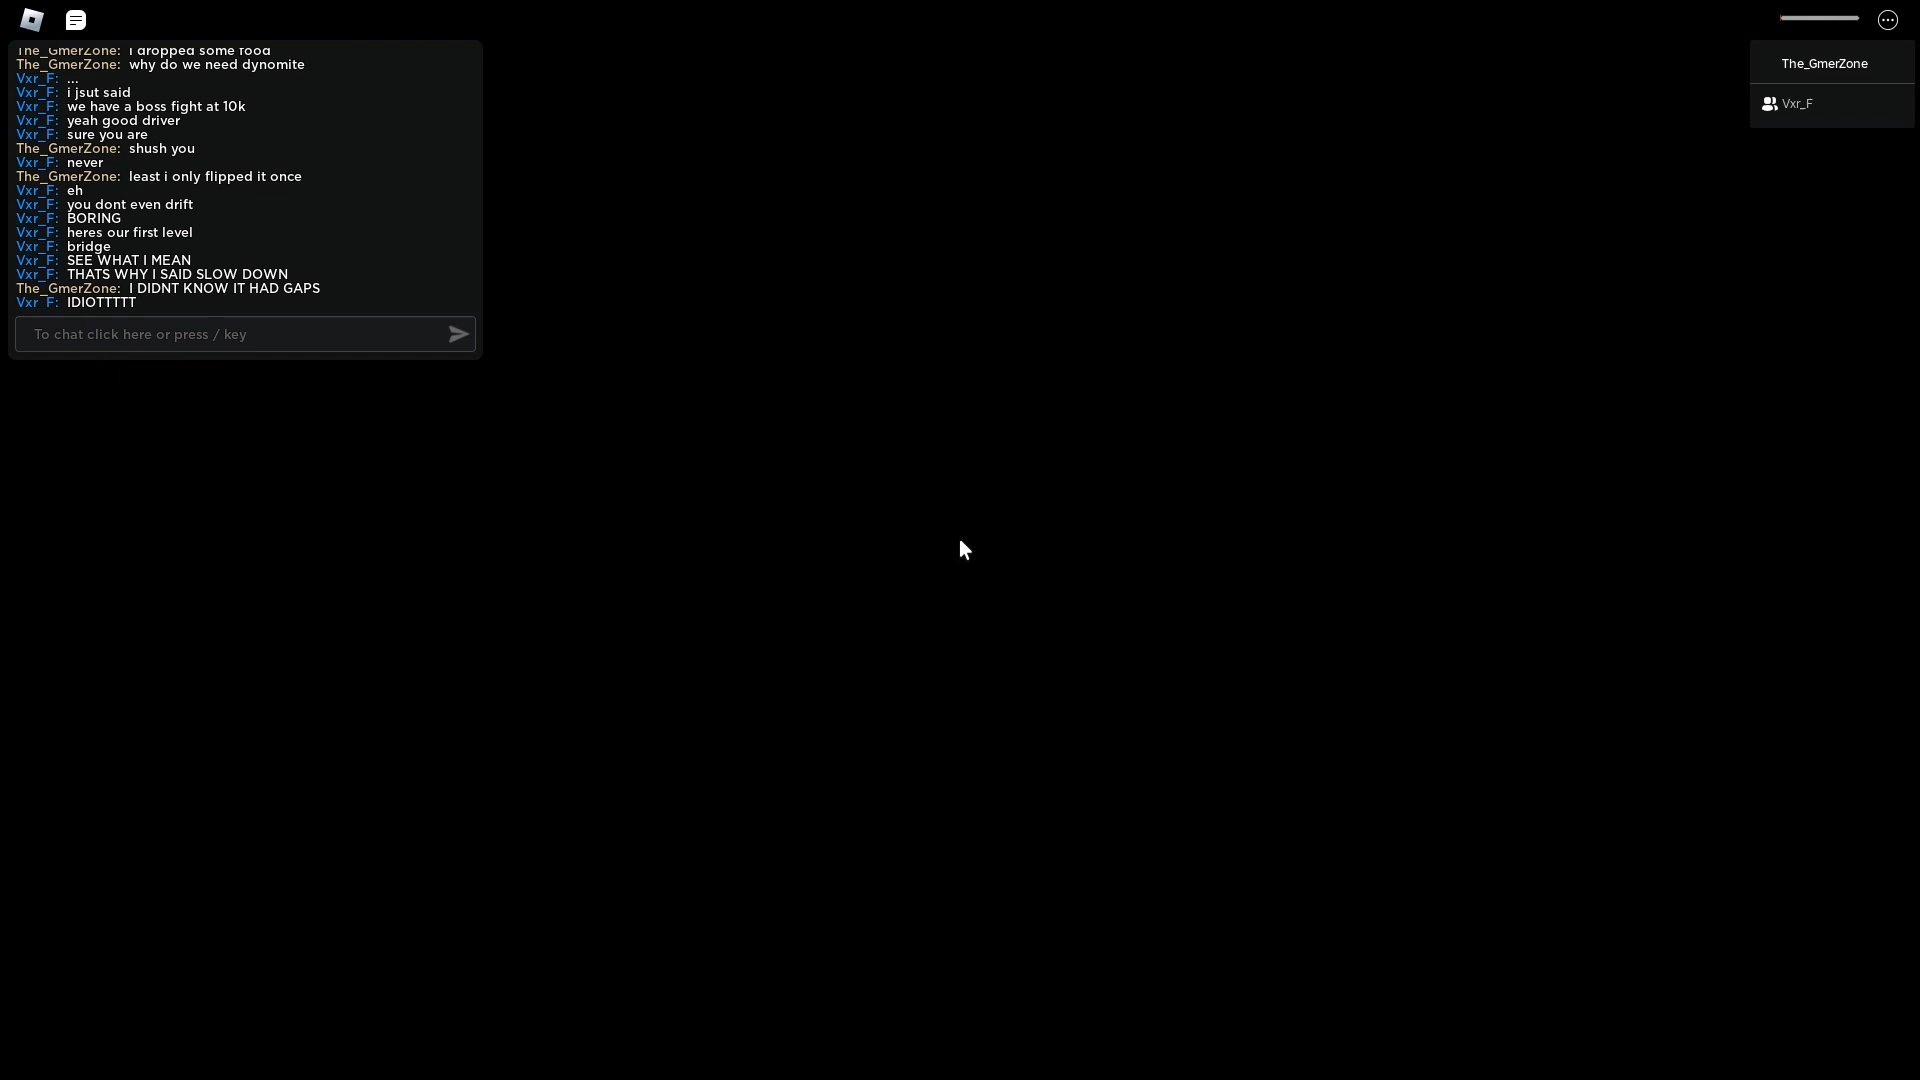 The_GmerZone: i dropped some food
The_GmerZone: why do we need dynomite
Vxr_F: ...
Vxr_F: i jsut said
Vxr_F: we have a boss fight at 10k
Vxr_F: yeah good driver
Vxr_F: sure you are
The_GmerZone: shush you
Vxr_F: never
The_GmerZone: least i only flipped it once
Vxr_F: eh
Vxr_F: you dont even drift
Vxr_F: BORING
Vxr_F: heres our first level
Vxr_F: bridge
Vxr_F: SEE WHAT I MEAN
Vxr_F: THATS WHY I SAID SLOW DOWN
The_GmerZone: I DIDNT KNOW IT HAD GAPS
Vxr_F: IDIOTTTTT
To chat click here or press / key
The_GmerZone
Vxr_F